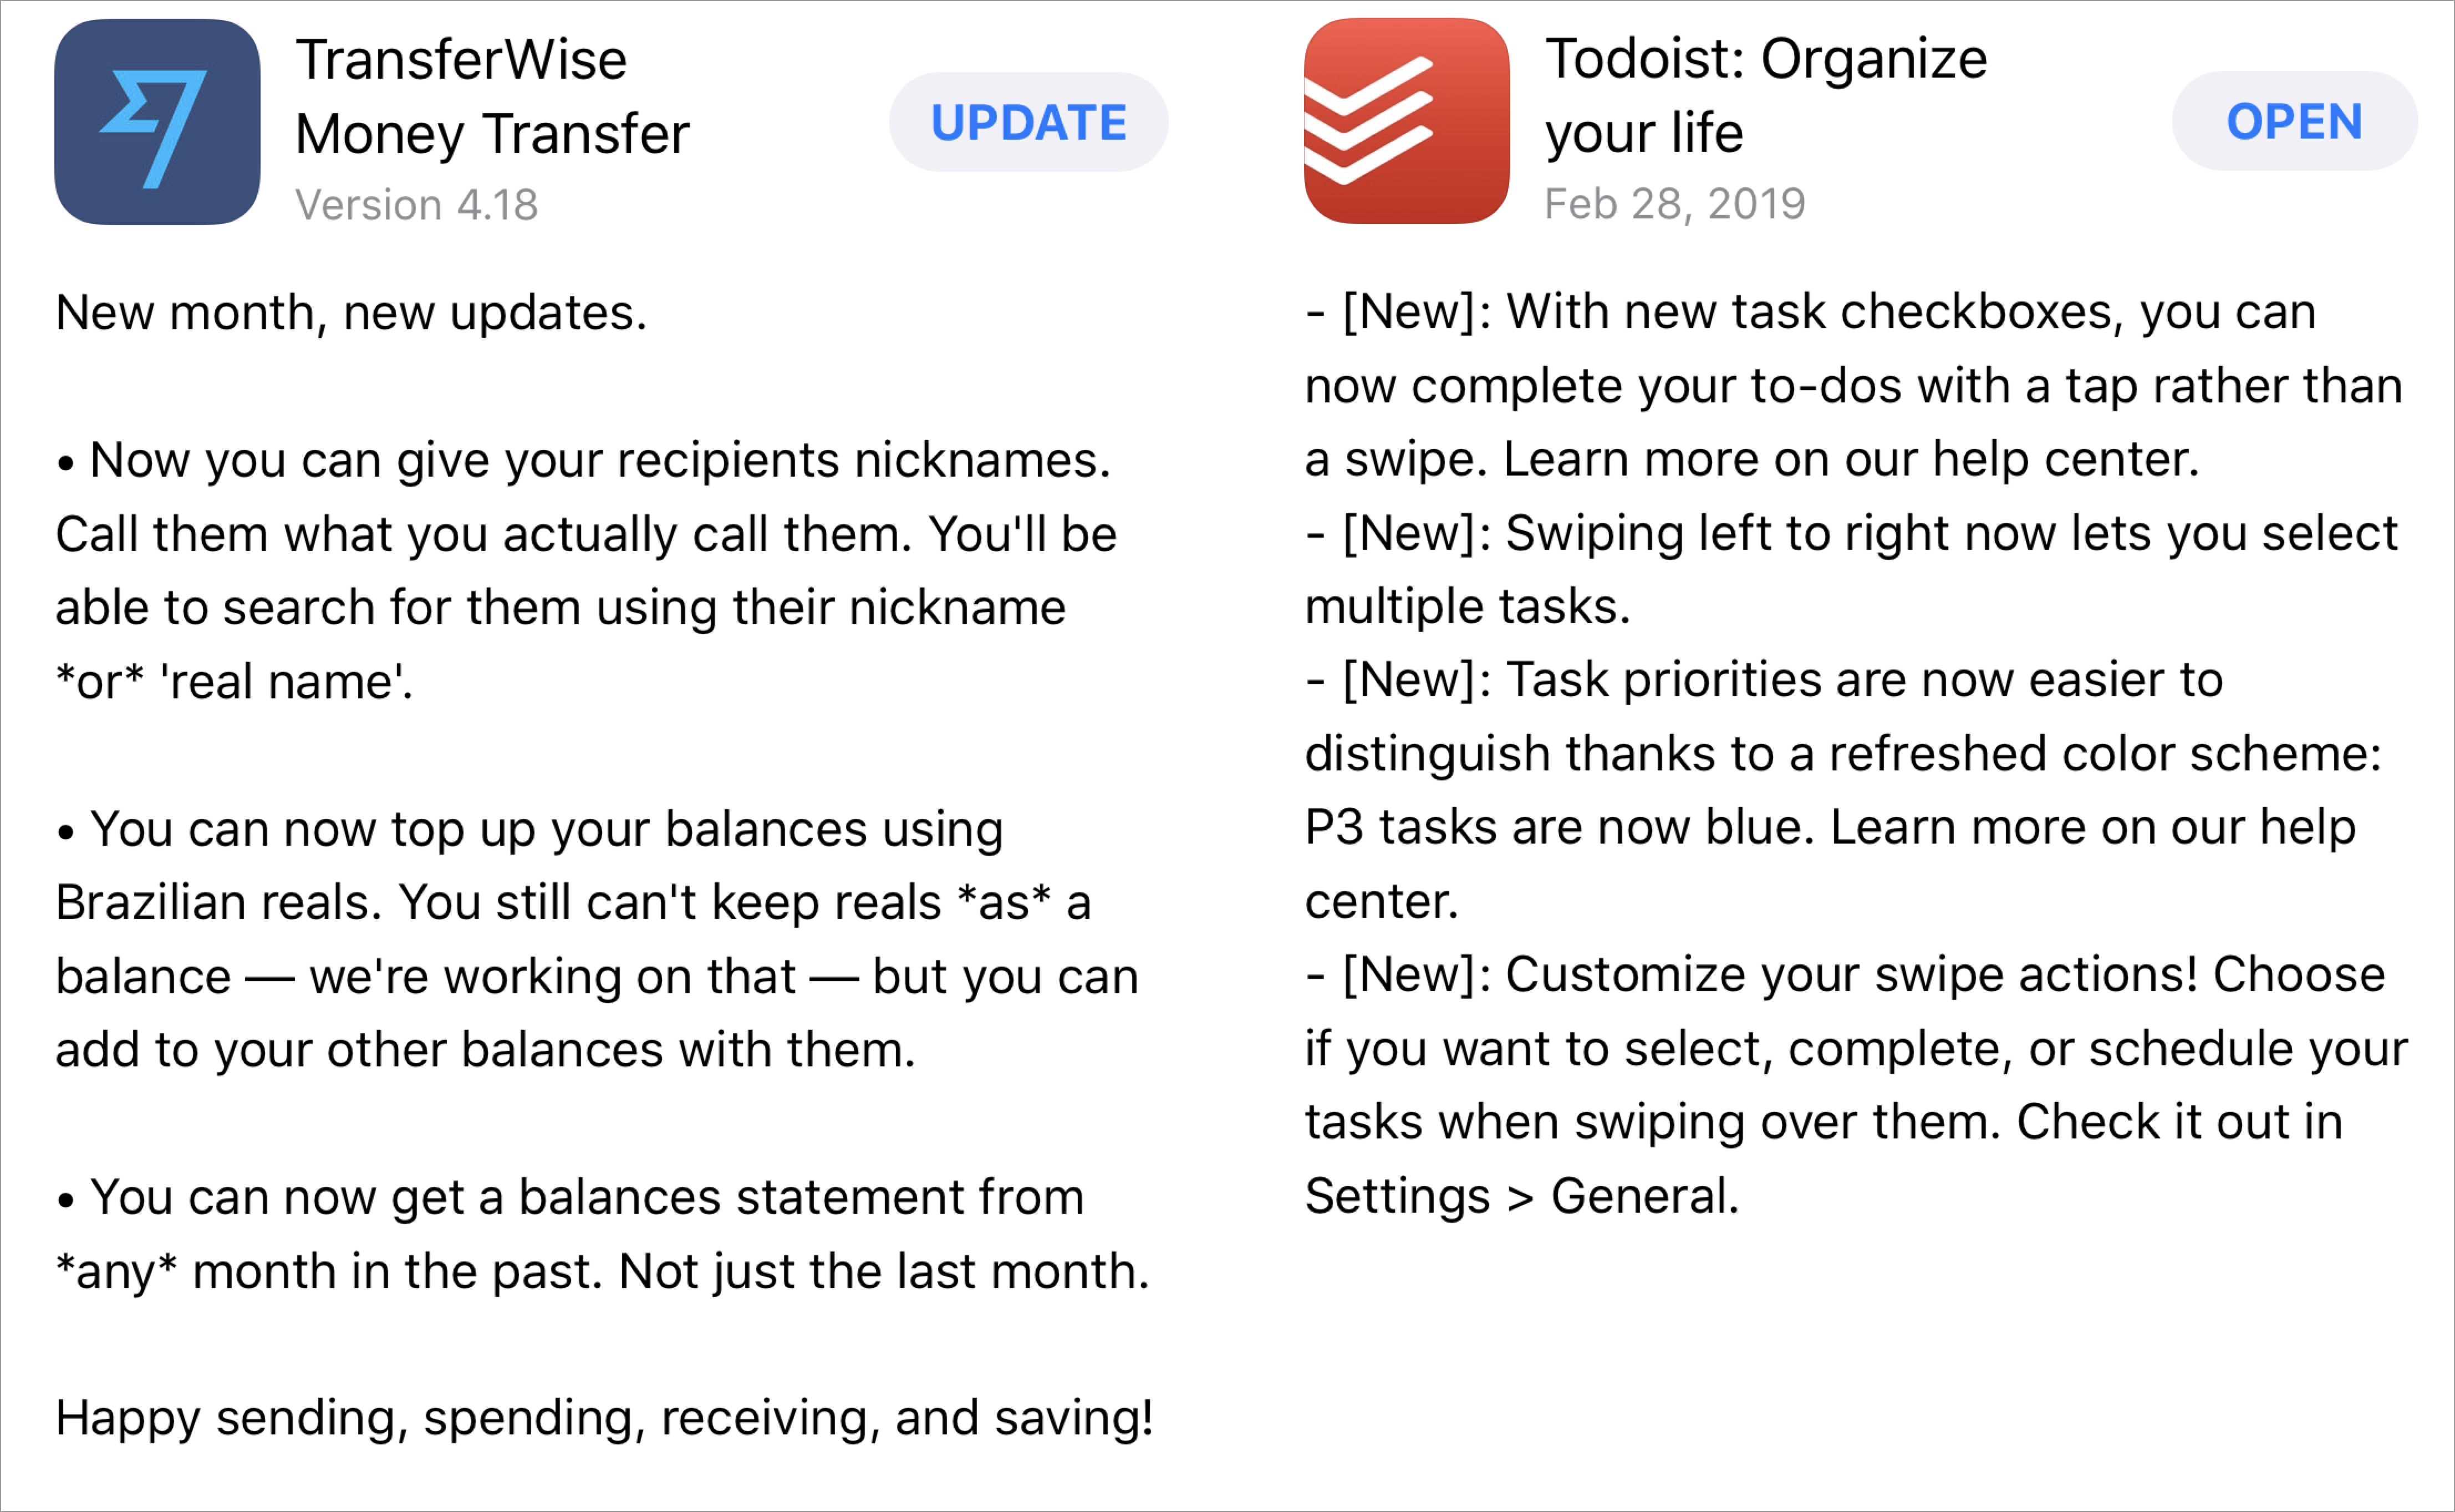 TransferWise
Money Transfer
Version 4.18
UPDATE
New month, new updates.
• Now you can give your recipients nicknames.
Call them what you actually call them. You'll be
able to search for them using their nickname
*or* 'real name'.
• You can now top up your balances using
Brazilian reals. You still can't keep reals *as* a
balance — we're working on that — but you can
add to your other balances with them.
• You can now get a balances statement from
*any* month in the past. Not just the last month.
Happy sending, spending, receiving, and saving!
Todoist: Organize
your life
Feb 28, 2019
OPEN
- [New]: With new task checkboxes, you can
now complete your to-dos with a tap rather than
a swipe. Learn more on our help center.
- [New]: Swiping left to right now lets you select
multiple tasks.
- [New]: Task priorities are now easier to
distinguish thanks to a refreshed color scheme:
P3 tasks are now blue. Learn more on our help
center.
- [New]: Customize your swipe actions! Choose
if you want to select, complete, or schedule your
tasks when swiping over them. Check it out in
Settings > General.